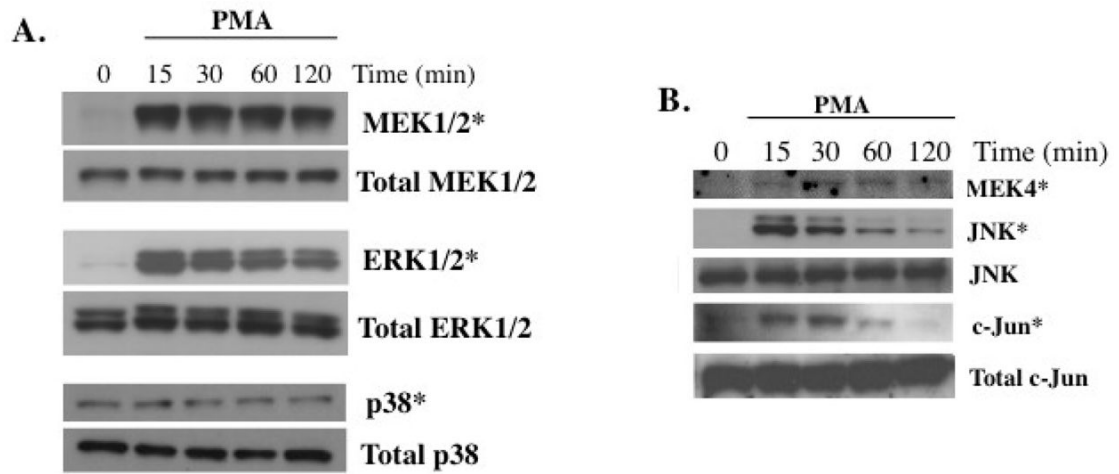 A.
PMA
0 15 30 60 120 Time (min)
MEK1/2*
Total MEK1/2
ERK1/2*
Total ERK1/2
p38*
Total p38
B.
PMA
0 15 30 60 120 Time (min)
MEK4*
JNK*
JNK
c-Jun*
Total c-Jun